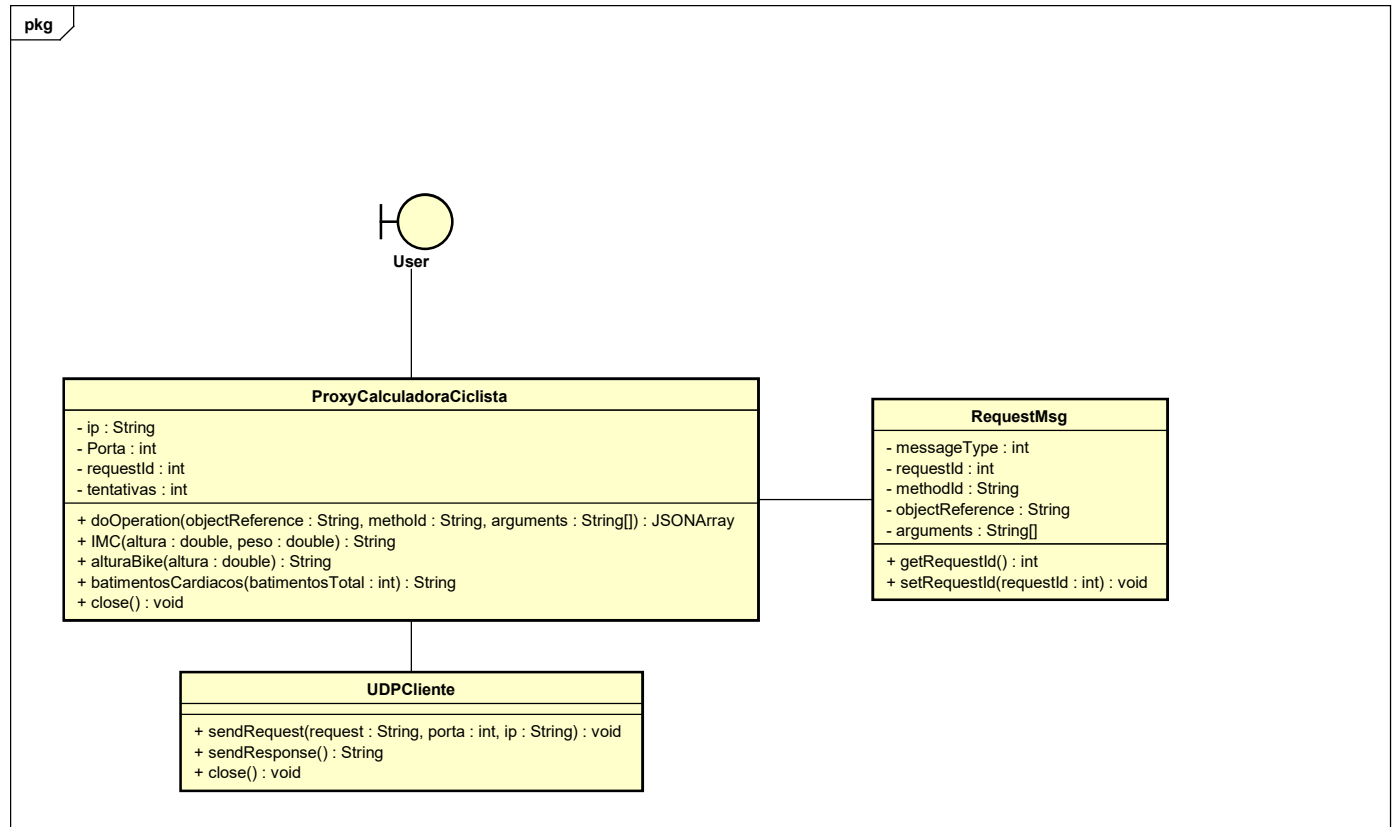 pkg
User
ProxyCalculadoraCiclista
- ip : String
- Porta : int
- requestId : int
- tentativas : int
+ doOperation(objectReference : String, methoId : String, arguments : String[]) : JSONArray
+ IMC(altura : double, peso : double) : String
+ alturaBike(altura : double) : String
+ batimentosCardiacos(batimentosTotal : int) : String
+ close() : void
RequestMsg
- messageType : int
- requestId : int
- methodId : String
- objectReference : String
- arguments : String[]
+ getRequestId() : int
+ setRequestId(requestId : int) : void
UDPCliente
+ sendRequest(request : String, porta : int, ip : String) : void
+ sendResponse() : String
+ close() : void